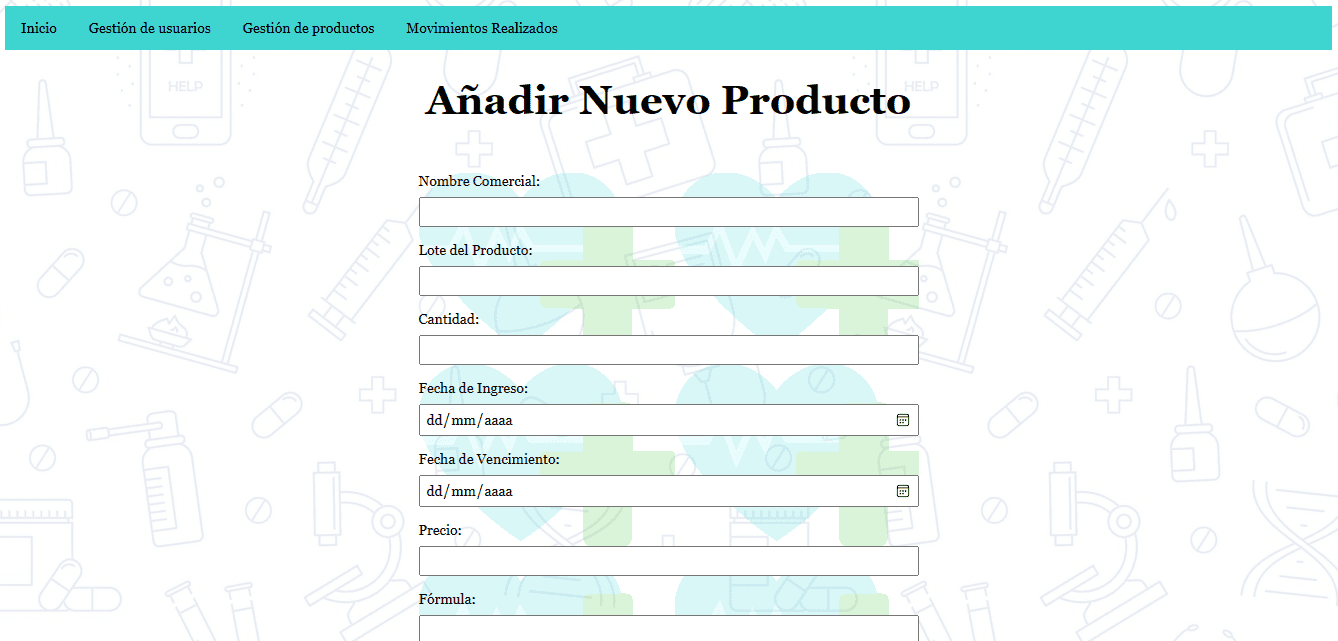 Inicio Gestión de usuarios Gestión de productos Movimientos Realizados
HELP HELP
Añadir Nuevo Producto
Nombre Comercial:
Lote del Producto:
Cantidad:
Fecha de Ingreso:
dd/mm/aaaa
Fecha de Vencimiento:
dd/mm/aaaa
Precio:
Fórmula: